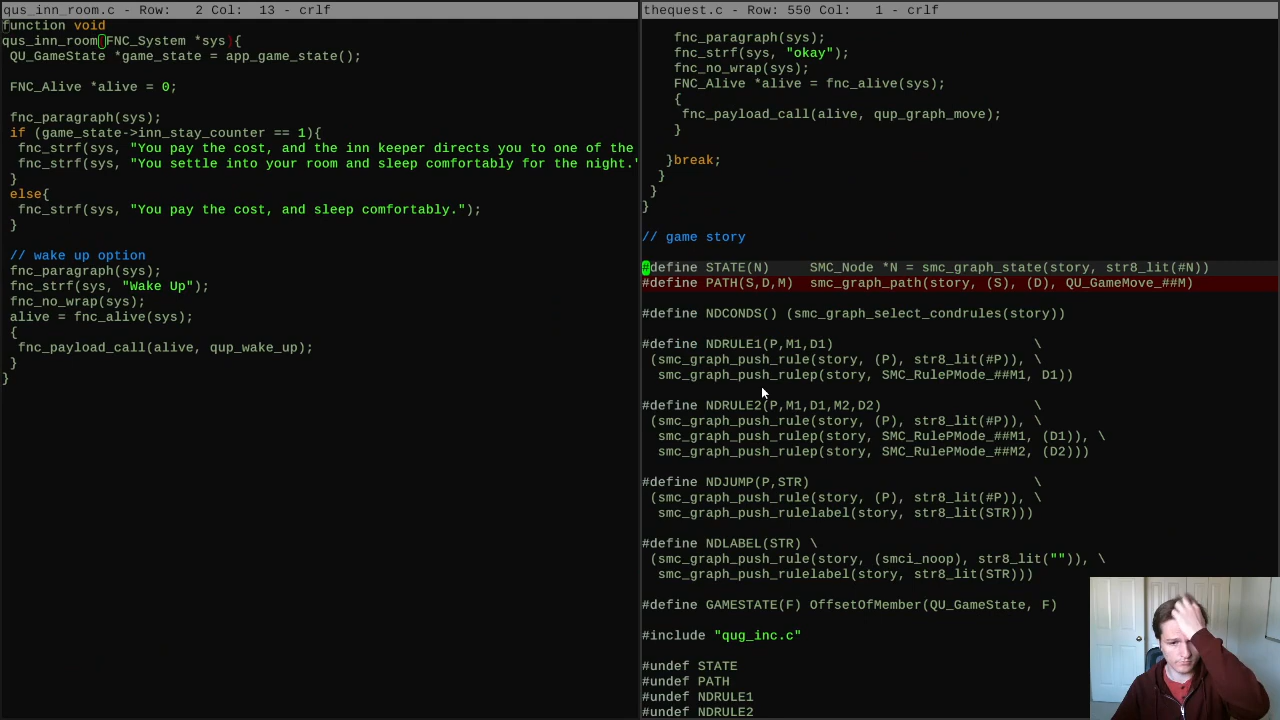 qus_inn_room.c - Row:   2 Col:  13 - crlf
function void
qus_inn_room(FNC_System *sys){
 QU_GameState *game_state = app_game_state();
 FNC_Alive *alive = 0;
 fnc_paragraph(sys);
 if (game_state->inn_stay_counter == 1){
  fnc_strf(sys, "You pay the cost, and the inn keeper directs you to one of the
  fnc_strf(sys, "You settle into your room and sleep comfortably for the night."
 }
 else{
  fnc_strf(sys, "You pay the cost, and sleep comfortably.");
 }
 // wake up option
 fnc_paragraph(sys);
 fnc_strf(sys, "Wake Up");
 fnc_no_wrap(sys);
 alive = fnc_alive(sys);
 {
  fnc_payload_call(alive, qup_wake_up);
 }
}
thequest.c - Row: 550 Col:   1 - crlf
    fnc_paragraph(sys);
    fnc_strf(sys, "okay");
    fnc_no_wrap(sys);
    FNC_Alive *alive = fnc_alive(sys);
    {
     fnc_payload_call(alive, qup_graph_move);
    }
   }break;
  }
 }
}
// game story
#define STATE(N)     SMC_Node *N = smc_graph_state(story, str8_lit(#N))
#define PATH(S,D,M)  smc_graph_path(story, (S), (D), QU_GameMove_##M)
#define NDCONDS() (smc_graph_select_condrules(story))
#define NDRULE1(P,M1,D1)                         \
 (smc_graph_push_rule(story, (P), str8_lit(#P)), \
  smc_graph_push_rulep(story, SMC_RulePMode_##M1, D1))
#define NDRULE2(P,M1,D1,M2,D2)                   \
 (smc_graph_push_rule(story, (P), str8_lit(#P)), \
  smc_graph_push_rulep(story, SMC_RulePMode_##M1, (D1)), \
  smc_graph_push_rulep(story, SMC_RulePMode_##M2, (D2)))
#define NDJUMP(P,STR)                            \
 (smc_graph_push_rule(story, (P), str8_lit(#P)), \
  smc_graph_push_rulelabel(story, str8_lit(STR)))
#define NDLABEL(STR) \
 (smc_graph_push_rule(story, (smci_noop), str8_lit("")), \
  smc_graph_push_rulelabel(story, str8_lit(STR)))
#define GAMESTATE(F) OffsetOfMember(QU_GameState, F)
#include "qug_inc.c"
#undef STATE
#undef PATH
#undef NDRULE1
#undef NDRULE2